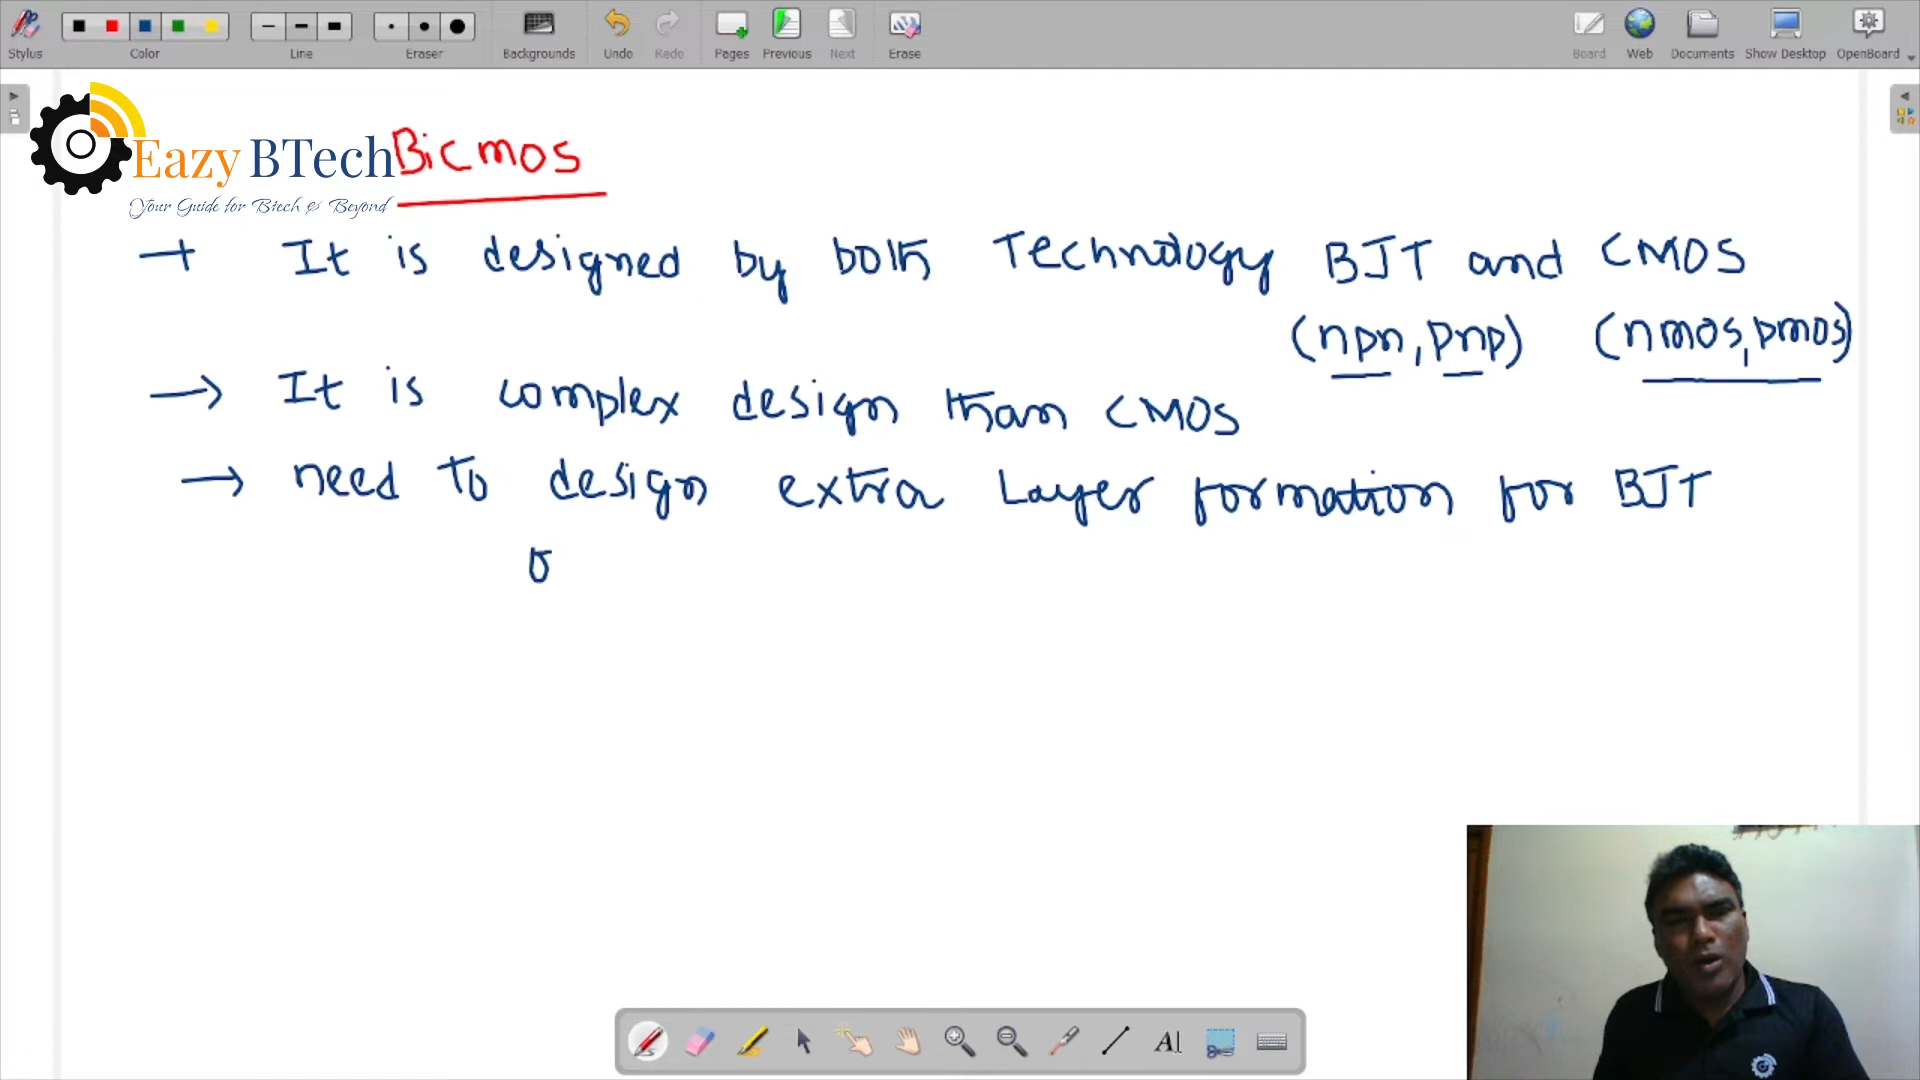 Stylus Color Line Eraser Backgrounds Undo Redo Pages Previous Next Erase Board Web Documents Show Desktop OpenBoard
Eazy BTech Bicmos
Your Guide for Btech & Beyond
→ It is designed by both Technology BJT and CMOS
(npn, pnp) (nmos, pmos)
→ It is complex design than CMOS
→ need to design extra Layer formation for BJT
AI